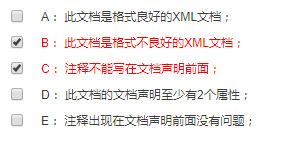 A： 此文档是格式良好的XML文档；
B： 此文档是格式不良好的XML文档；
C： 注释不能写在文档声明前面；
D： 此文档的文档声明至少有2个属性；
E： 注释出现在文档声明前面没有问题；